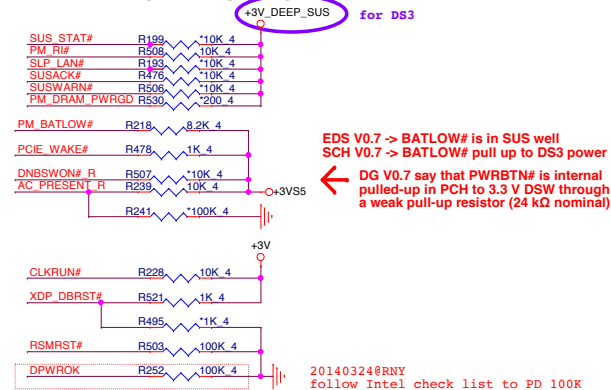 +3V_DEEP_SUS for DS3
SUS_STAT# R199 *10K_4
PM_RI# R508 10K_4
SLP_LAN# R193 *10K_4
SUSACK# R476 *10K_4
SUSWARN# R506 *10K_4
PM_DRAM_PWRGD R530 *200_4
PM_BATLOW# R218 8.2K_4
EDS V0.7 -> BATLOW# is in SUS well
SCH V0.7 -> BATLOW# pull up to DS3 power
PCIE_WAKE# R478 1K_4
DG V0.7 say that PWRBTN# is internal
pulled-up in PCH to 3.3 V DSW through
a weak pull-up resistor (24 kΩ nominal)
DNBSWON#_R R507 *10K_4
AC_PRESENT_R R239 10K_4 +3VS5
R241 *100K_4
+3V
CLKRUN# R228 10K_4
XDP_DBRST# R521 1K_4
R495 *1K_4
RSMRST# R503 100K_4
DPWROK R252 100K_4
20140324@RNY
follow Intel check list to PD 100K